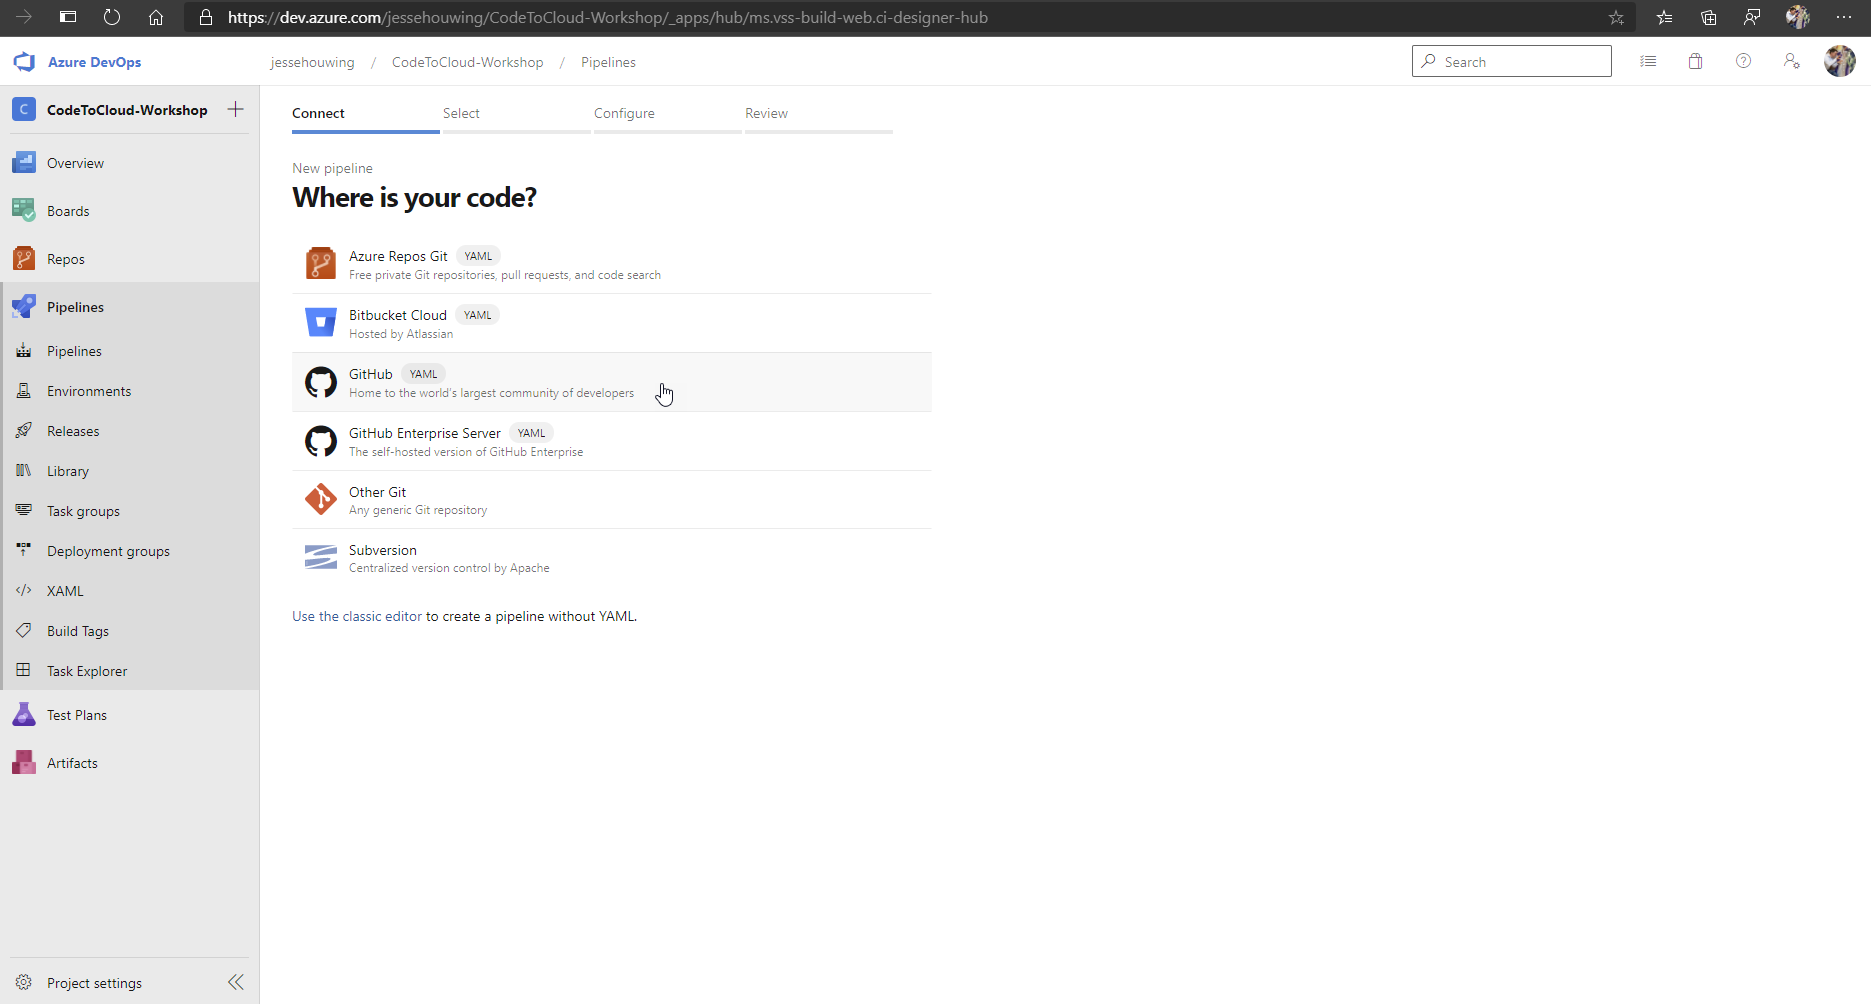 https://dev.azure.com/jessehouwing/CodeToCloud-Workshop/_apps/hub/ms.vss-build-web.ci-designer-hub
Azure DevOps
jessehouwing / CodeToCloud-Workshop / Pipelines
Search
C CodeToCloud-Workshop
Overview
Boards
Repos
Pipelines
Pipelines
Environments
Releases
Library
Task groups
Deployment groups
XAML
Build Tags
Task Explorer
Test Plans
Artifacts
Project settings
Connect Select Configure Review
New pipeline
Where is your code?
Azure Repos Git YAML
Free private Git repositories, pull requests, and code search
Bitbucket Cloud YAML
Hosted by Atlassian
GitHub YAML
Home to the world's largest community of developers
GitHub Enterprise Server YAML
The self-hosted version of GitHub Enterprise
Other Git
Any generic Git repository
Subversion
Centralized version control by Apache
Use the classic editor to create a pipeline without YAML.